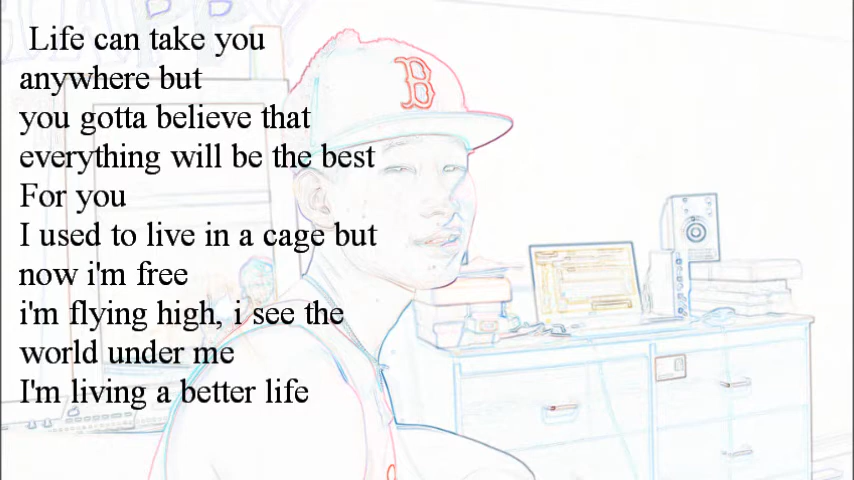 Life can take you
anywhere but
you gotta believe that
everything will be the best
For you
I used to live in a cage but
now i'm free
i'm flying high, i see the
world under me
I'm living a better life
B